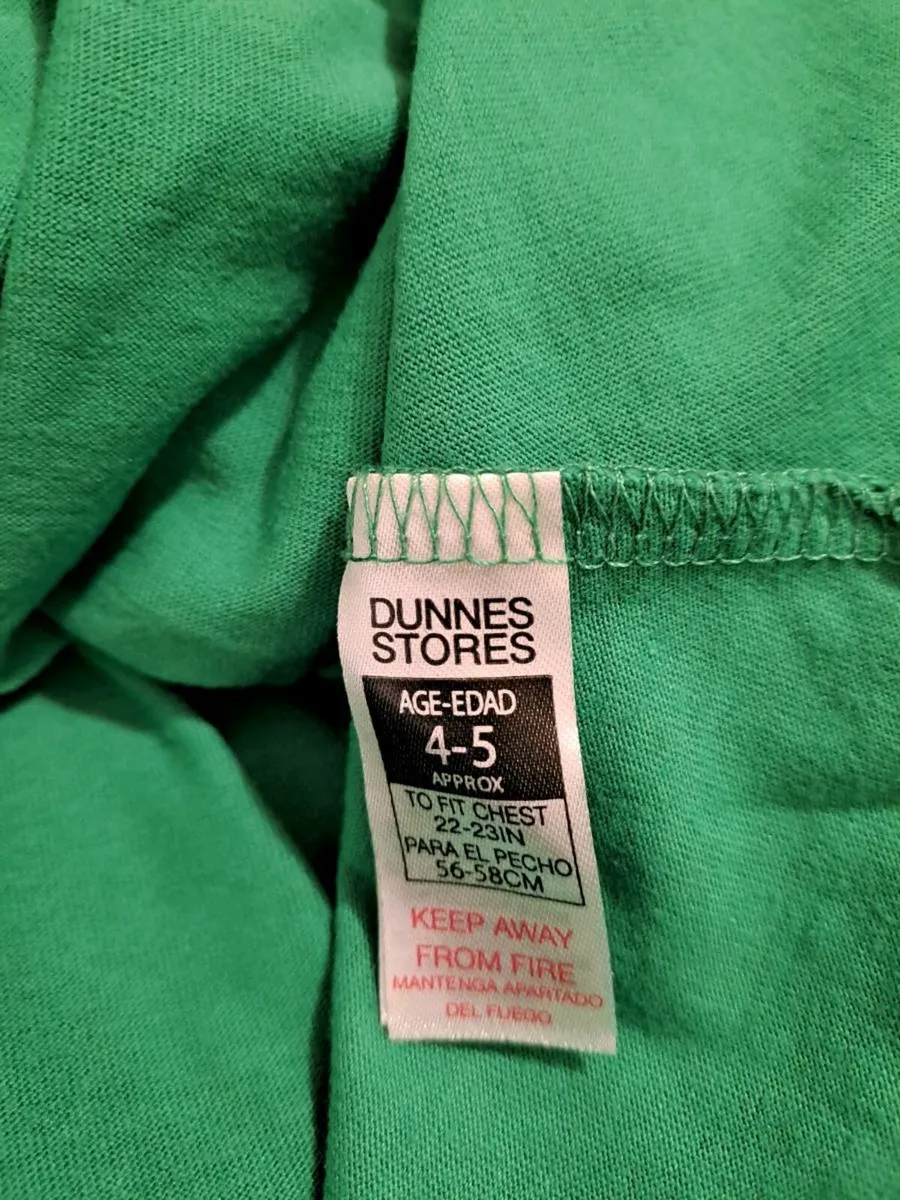 DUNNES
STORES
AGE-EDAD
4-5
APPROX
TO FIT CHEST
22-23IN
PARA EL PECHO
56-58CM
KEEP AWAY
FROM FIRE
MANTENGA APARTADO
DEL FUEGO